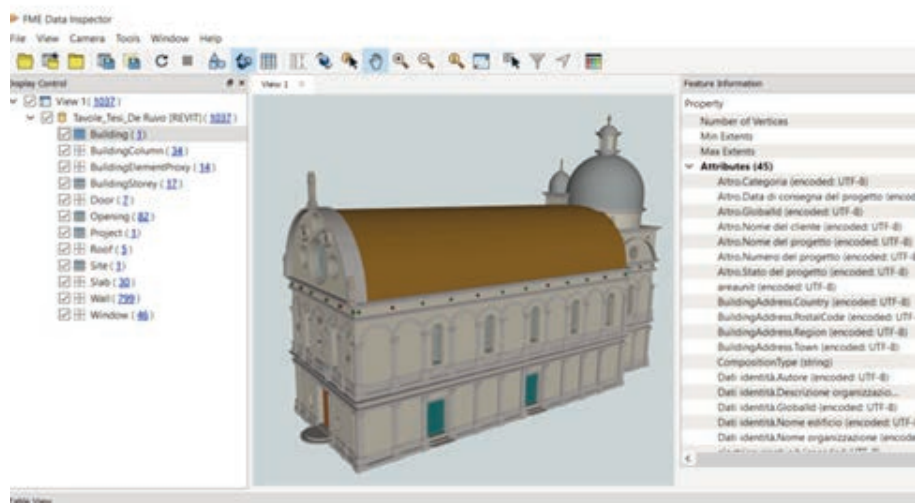 FME Data Inspector
File View Camera Tools Window Help
Display Control
View 1
Feature Information
View 1 ( 1037 )
Tavole_Tesi_De Ruvo [REVIT] ( 1037 )
Building ( 1 )
BuildingColumn ( 34 )
BuildingElementProxy ( 14 )
BuildingStorey ( 17 )
Door ( 7 )
Opening ( 82 )
Project ( 1 )
Roof ( 5 )
Site ( 1 )
Slab ( 30 )
Wall ( 799 )
Window ( 46 )
Property
Number of Vertices
Min Extents
Max Extents
Attributes (45)
Altro.Categoria (encoded: UTF-8)
Altro.Data di consegna del progetto (encod
Altro.GlobalId (encoded: UTF-8)
Altro.Nome del cliente (encoded: UTF-8)
Altro.Nome del progetto (encoded: UTF-8)
Altro.Numero del progetto (encoded: UTF-8)
Altro.Stato del progetto (encoded: UTF-8)
areaunit (encoded: UTF-8)
BuildingAddress.Country (encoded: UTF-8)
BuildingAddress.PostalCode (encoded: UTF-
BuildingAddress.Region (encoded: UTF-8)
BuildingAddress.Town (encoded: UTF-8)
CompositionType (string)
Dati identità.Autore (encoded: UTF-8)
Dati identità.Descrizione organizzazio...
Dati identità.GlobalId (encoded: UTF-8)
Dati identità.Nome edificio (encoded: UTF-8
Dati identità.Nome organizzazione (encode
Table View